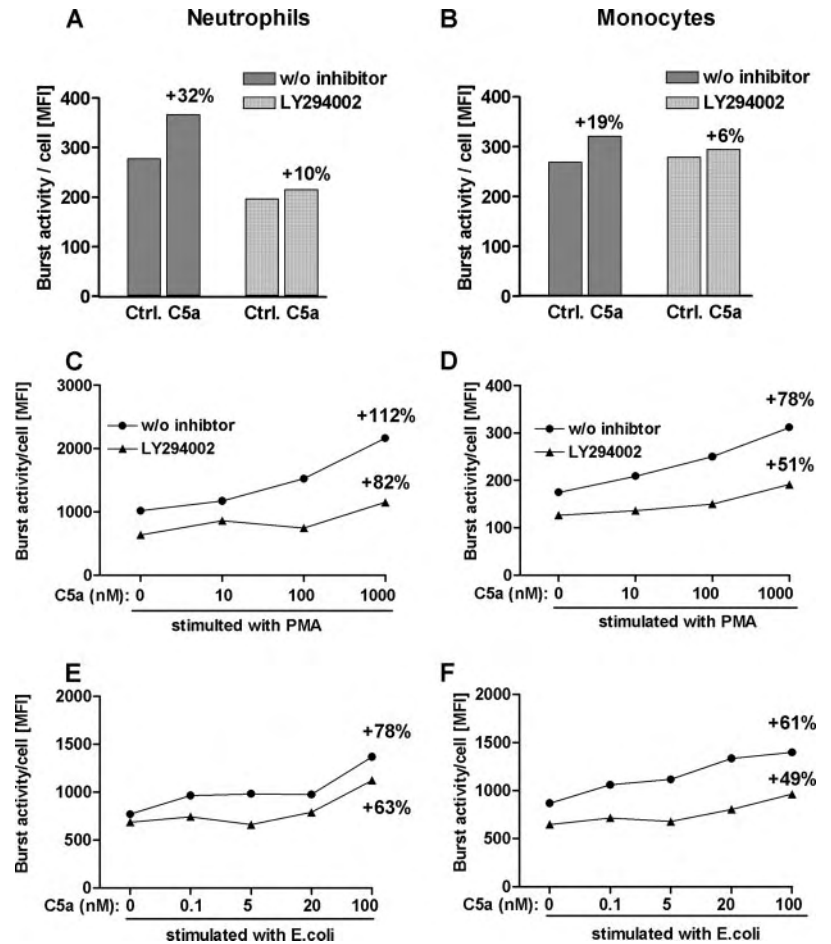 A Neutrophils
B Monocytes
Burst activity / cell [MFI]
400
300
200
100
0
+32%
+10%
w/o inhibitor
LY294002
Ctrl. C5a
Ctrl. C5a
Burst activity / cell [MFI]
400
300
200
100
0
+19%
+6%
w/o inhibitor
LY294002
Ctrl. C5a
Ctrl. C5a
C
Burst activity/cell [MFI]
3000
2000
1000
0
w/o inhibtor
LY294002
+112%
+82%
C5a (nM): 0 10 100 1000
stimulted with PMA
D
Burst activity/cell [MFI]
400
300
200
100
0
w/o inhibtor
LY294002
+78%
+51%
C5a (nM): 0 10 100 1000
stimulated with PMA
E
Burst activity/cell [MFI]
2000
1500
1000
500
0
+78%
+63%
C5a (nM): 0 0.1 5 20 100
stimulated with E.coli
F
Burst activity/cell [MFI]
2000
1500
1000
500
0
+61%
+49%
C5a (nM): 0 0.1 5 20 100
stimulated with E.coli